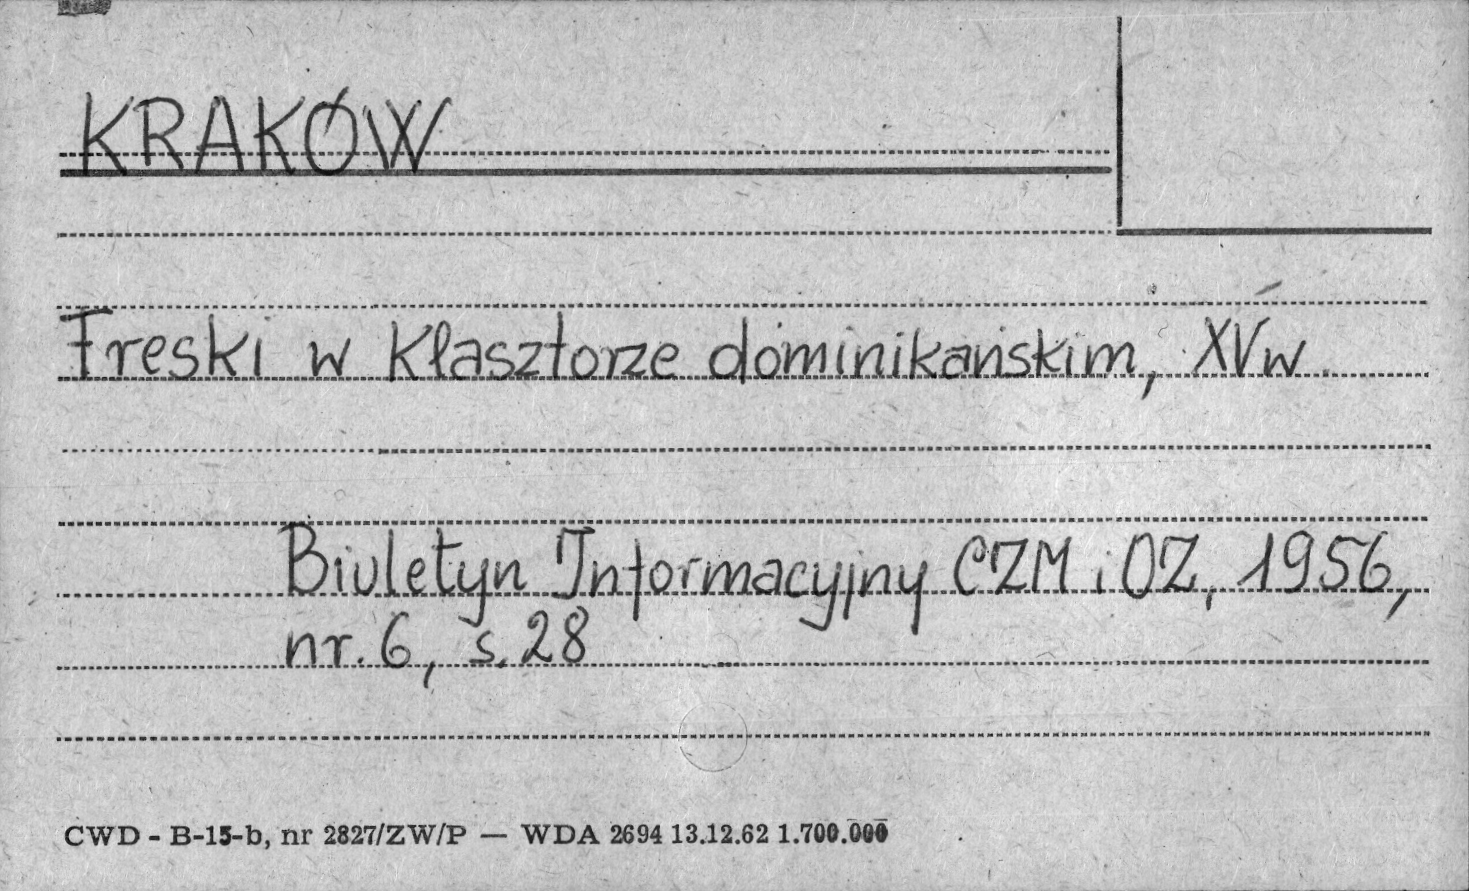 KRAKÓW
Freski w Klasztorze dominikańskim, XV w.
Biuletyn Informacyjny CZM i OZ, 1956,
nr. 6, s. 28
CWD - B-15-b, nr 2827/ZW/P — WDA 2694 13.12.62 1.700.000